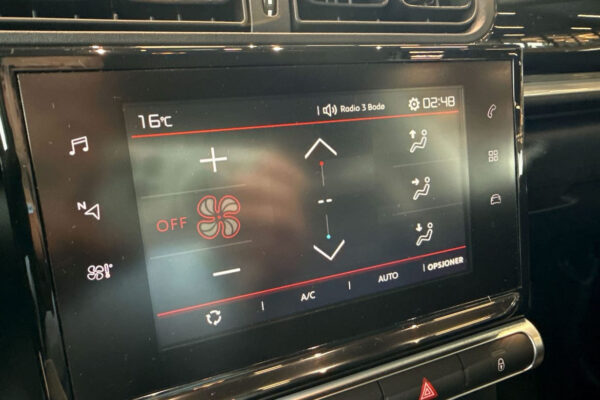 16°C
Radio 3 Bodø
02:48
N
OFF
--
A/C
AUTO
OPSJONER